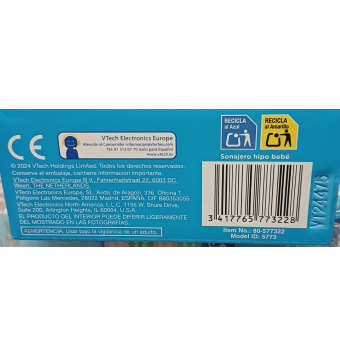 VTech Electronics Europe
Atención al Consumidor: informacion@vtecheu.com
Tel: 91 312 07 70 (solo para España)
www.vtech.es
CE
RECICLA
al Azul
RECICLA
al Amarillo
Sonajero hipo bebé
© 2024 VTech Holdings Limited. Todos los derechos reservados.
Conserve el embalaje, contiene información importante.
VTech Electronics Europe B.V., Fahrenheitstraat 22, 6003 DC
Weert, THE NETHERLANDS.
VTech Electronics Europe, SL, Avda. de Aragón, 336, Oficina 1.
Polígono Las Mercedes, 28022 Madrid, ESPAÑA. CIF B80353055.
VTech Electronics North America, L.L.C. 1156 W. Shure Drive,
Suite 200, Arlington Heights, IL 60004, U.S.A.
EL PRODUCTO DEL INTERIOR PUEDE DIFERIR LIGERAMENTE
DEL MOSTRADO EN LAS FOTOGRAFÍAS
ADVERTENCIA: Usar bajo la vigilancia de un adulto.
3 417765 773228
Item No.: 80-577322
Model ID: 5773